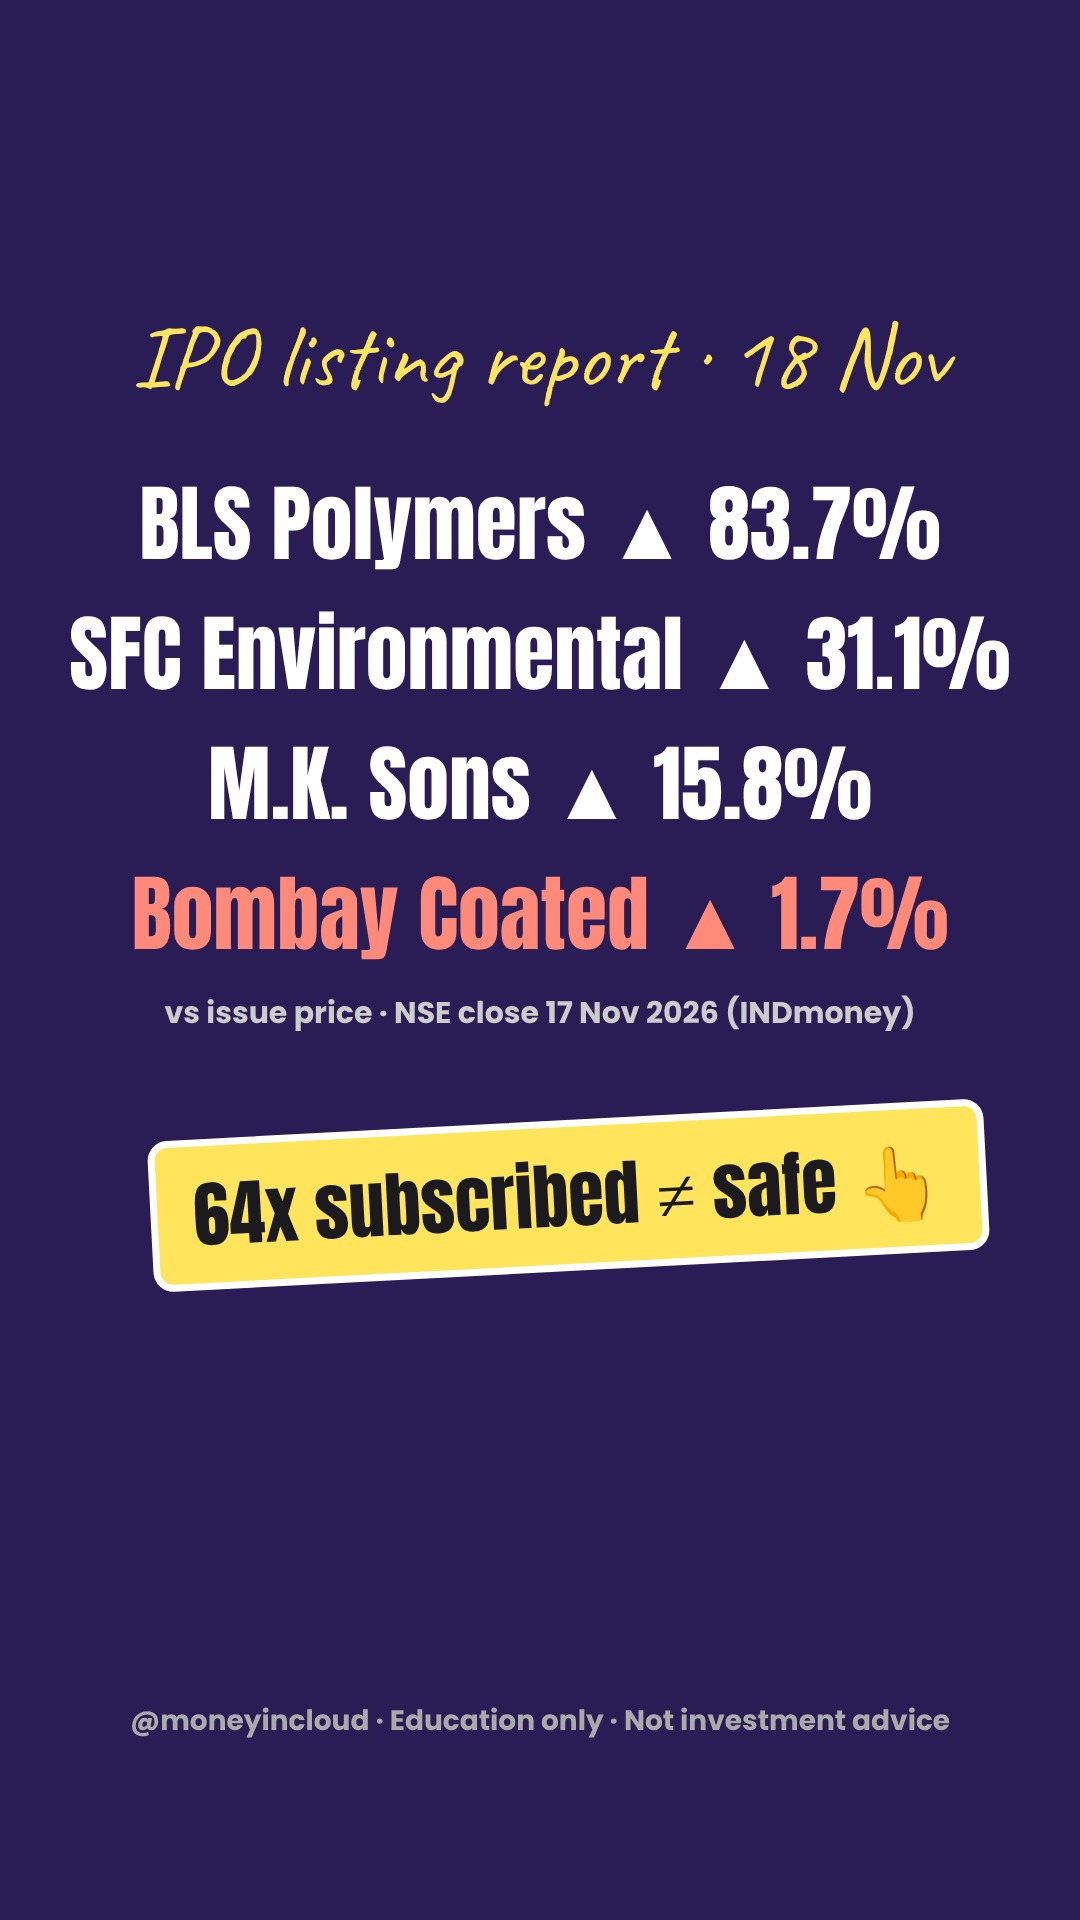 IPO listing report · 18 Nov
BLS Polymers ▲ 83.7%
SFC Environmental ▲ 31.1%
M.K. Sons ▲ 15.8%
Bombay Coated ▲ 1.7%
vs issue price · NSE close 17 Nov 2026 (INDmoney)
64x subscribed ≠ safe 👆
@moneyincloud · Education only · Not investment advice